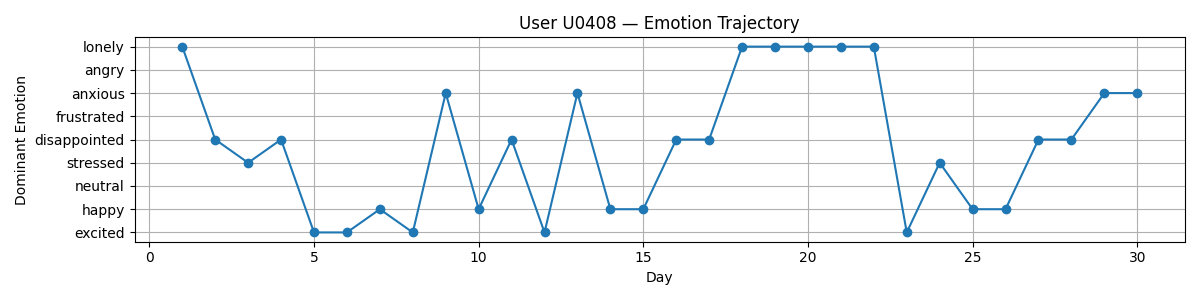 User U0408 — Emotion Trajectory
Dominant Emotion
lonely
angry
anxious
frustrated
disappointed
stressed
neutral
happy
excited
0 5 10 15 20 25 30
Day